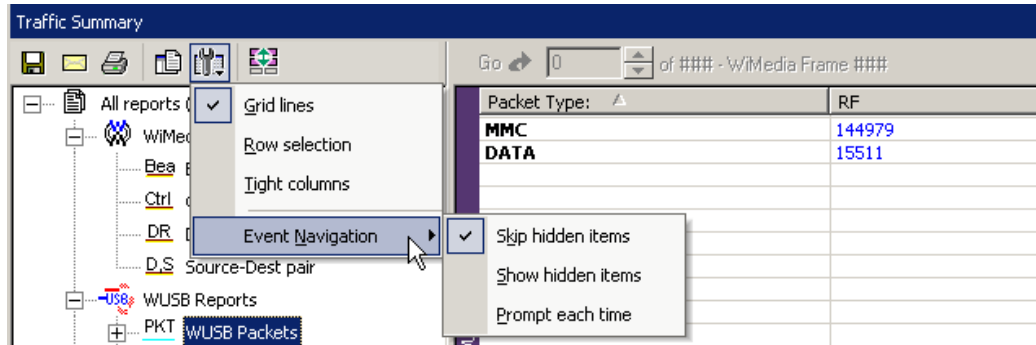 Traffic Summary
Go 0 of ### - WiMedia Frame ###
All reports (
Packet Type: RF
Grid lines
MMC 144979
WiMed
DATA 15511
Row selection
Bea
Tight columns
Ctrl
DR
Event Navigation
Skip hidden items
D,S Source-Dest pair
Show hidden items
USB WUSB Reports
Prompt each time
PKT WUSB Packets